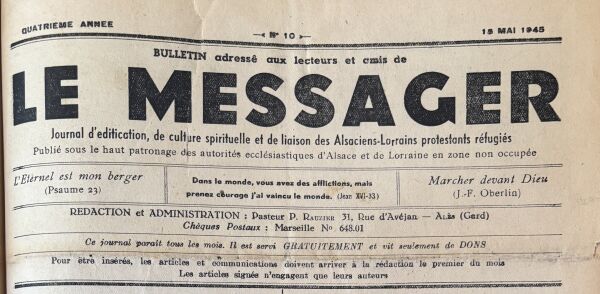 QUATRIEME ANNEE
N° 10
15 MAI 1945
BULLETIN adressé aux lecteurs et amis de
LE MESSAGER
Journal d'edification, de culture spirituelle et de liaison des Alsaciens-Lorrains protestants réfugiés
Publié sous le haut patronage des autorités ecclésiastiques d'Alsace et de Lorraine en zone non occupée
L'Eternel est mon berger
(Psaume 23)
Dans le monde, vous avez des afflictions, mais
prenez courage j'ai vaincu le monde. (Jean XVI-33)
Marcher devant Dieu
(J.-F. Oberlin)
REDACTION et ADMINISTRATION : Pasteur P. RAUZIER 31, Rue d'Avéjan — ALÈS (Gard)
Chèques Postaux : Marseille N° 648.01
Ce journal paraît tous les mois. Il est servi GRATUITEMENT et vit seulement de DONS
Pour être insérés, les articles et communications doivent arriver à la rédaction le premier du mois
Les articles signés n'engagent que leurs auteurs